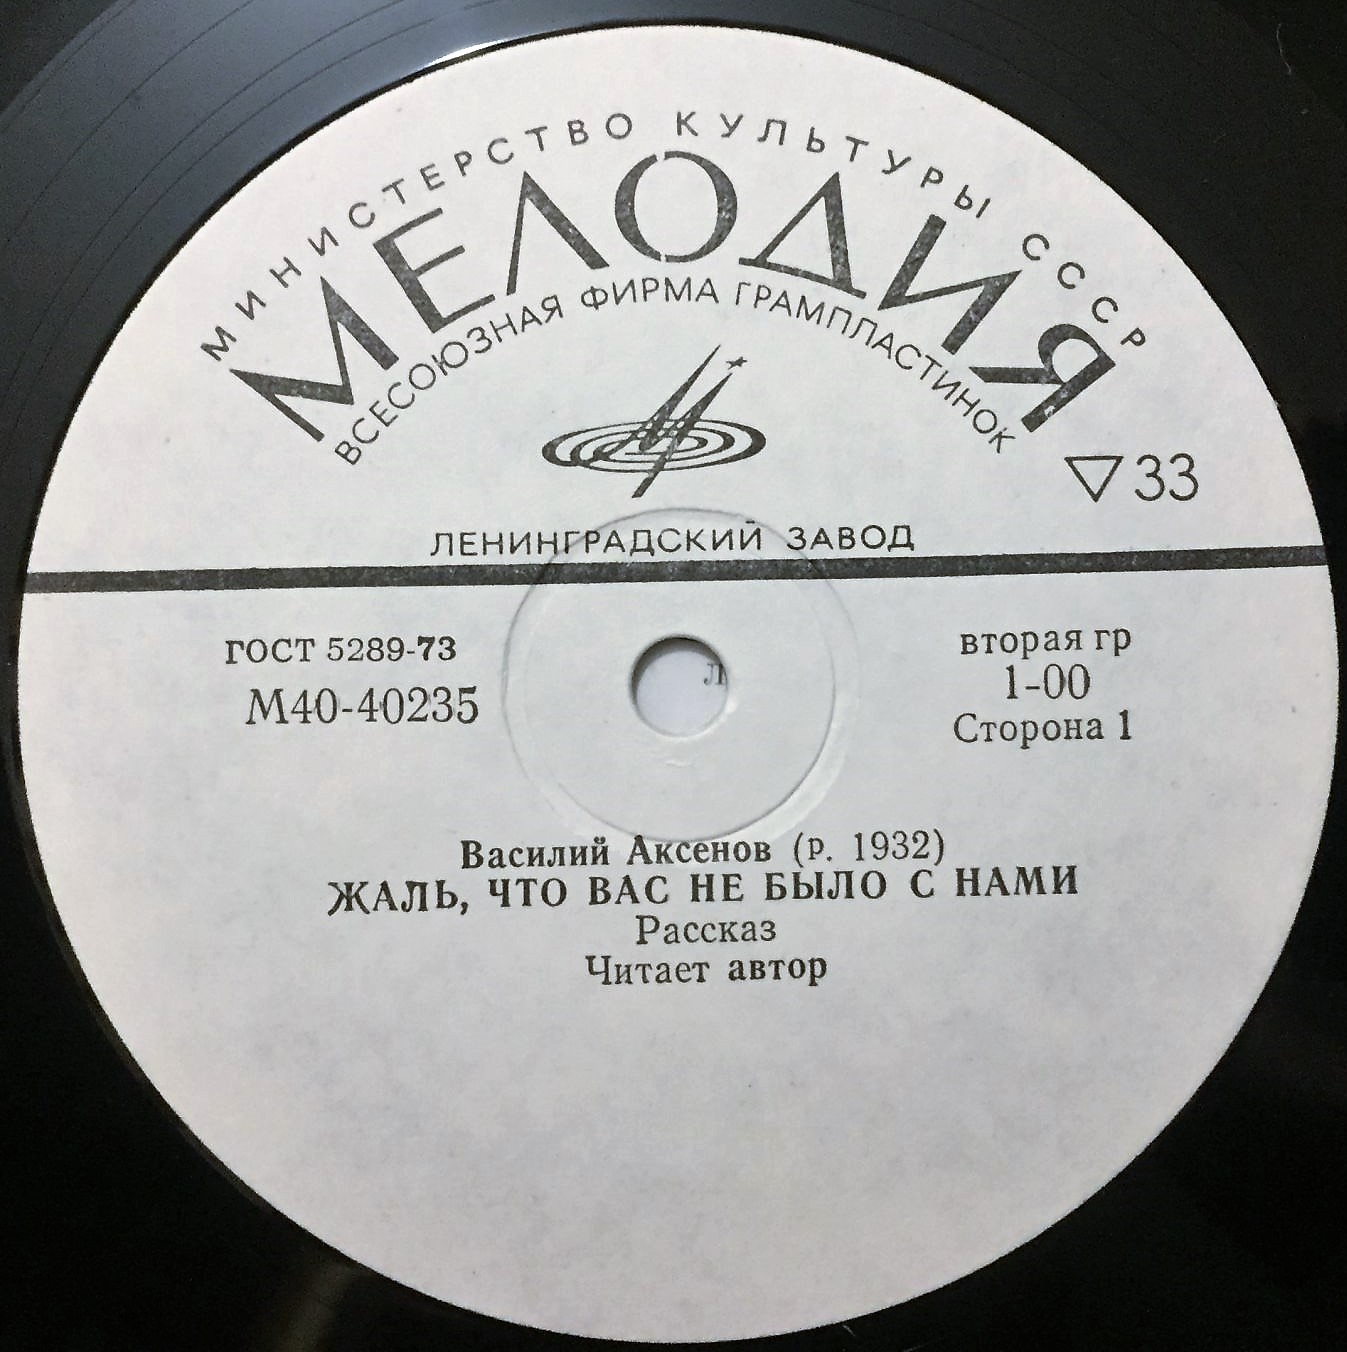 МИНИСТЕРСТВО КУЛЬТУРЫ СССР
МЕЛОДИЯ
ВСЕСОЮЗНАЯ ФИРМА ГРАМПЛАСТИНОК
33
ЛЕНИНГРАДСКИЙ ЗАВОД
ГОСТ 5289-73
М40-40235
вторая гр
1-00
Сторона 1
л
Василий Аксенов (р. 1932)
ЖАЛЬ, ЧТО ВАС НЕ БЫЛО С НАМИ
Рассказ
Читает автор